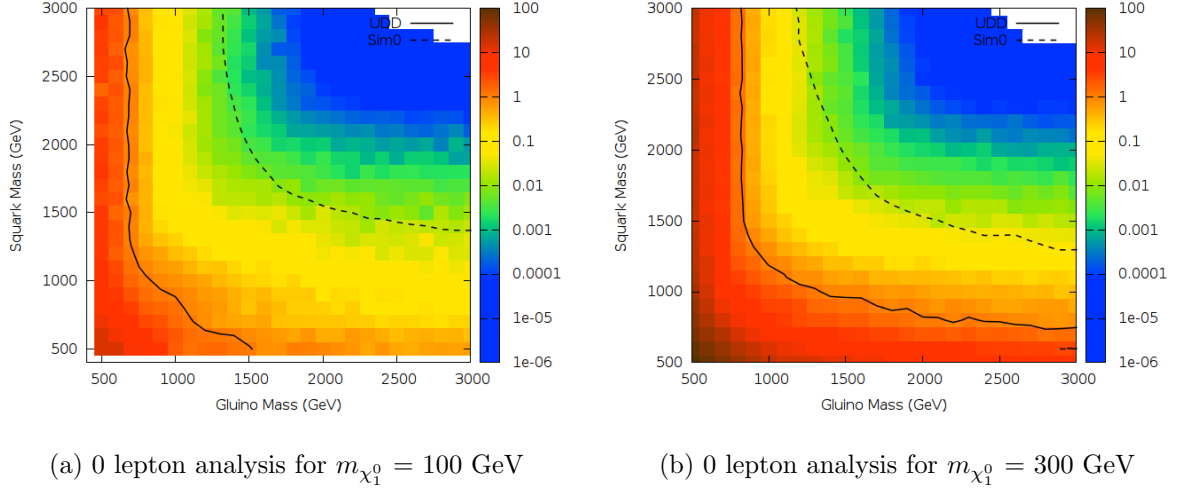 3000
2500
2000
1500
1000
500
Squark Mass (GeV)
UDD
Sim0
100
10
1
0.1
0.01
0.001
0.0001
1e-05
1e-06
500 1000 1500 2000 2500 3000
Gluino Mass (GeV)
(a) 0 lepton analysis for m_{χ_1^0} = 100 GeV
3000
2500
2000
1500
1000
500
Squark Mass (GeV)
UDD
Sim0
100
10
1
0.1
0.01
0.001
0.0001
1e-05
1e-06
500 1000 1500 2000 2500 3000
Gluino Mass (GeV)
(b) 0 lepton analysis for m_{χ_1^0} = 300 GeV